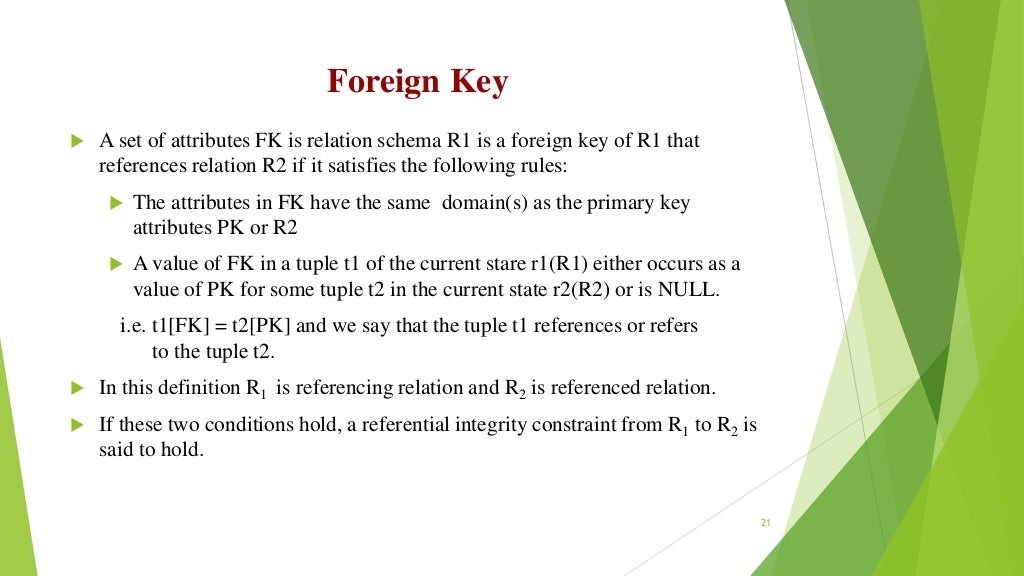 Foreign Key
A set of attributes FK is relation schema R1 is a foreign key of R1 that
references relation R2 if it satisfies the following rules:
The attributes in FK have the same domain(s) as the primary key
attributes PK or R2
A value of FK in a tuple t1 of the current stare r1(R1) either occurs as a
value of PK for some tuple t2 in the current state r2(R2) or is NULL.
i.e. t1[FK] = t2[PK] and we say that the tuple t1 references or refers
to the tuple t2.
In this definition R₁ is referencing relation and R₂ is referenced relation.
If these two conditions hold, a referential integrity constraint from R₁ to R₂ is
said to hold.
21